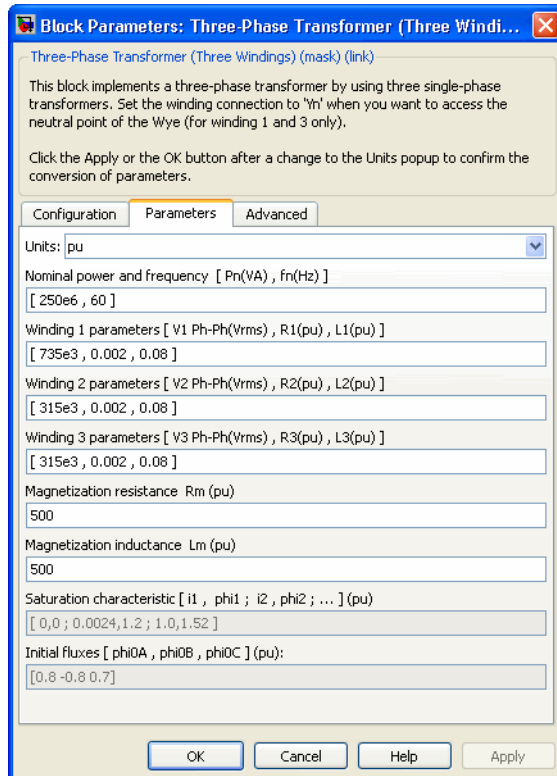 Block Parameters: Three-Phase Transformer (Three Windi...
Three-Phase Transformer (Three Windings) (mask) (link)
This block implements a three-phase transformer by using three single-phase
transformers. Set the winding connection to 'Yn' when you want to access the
neutral point of the Wye (for winding 1 and 3 only).
Click the Apply or the OK button after a change to the Units popup to confirm the
conversion of parameters.
Configuration Parameters Advanced
Units: pu
Nominal power and frequency [ Pn(VA) , fn(Hz) ]
[ 250e6 , 60 ]
Winding 1 parameters [ V1 Ph-Ph(Vrms) , R1(pu) , L1(pu) ]
[ 735e3 , 0.002 , 0.08 ]
Winding 2 parameters [ V2 Ph-Ph(Vrms) , R2(pu) , L2(pu) ]
[ 315e3 , 0.002 , 0.08 ]
Winding 3 parameters [ V3 Ph-Ph(Vrms) , R3(pu) , L3(pu) ]
[ 315e3 , 0.002 , 0.08 ]
Magnetization resistance Rm (pu)
500
Magnetization inductance Lm (pu)
500
Saturation characteristic [ i1 , phi1 ; i2 , phi2 ; ... ] (pu)
[ 0,0 ; 0.0024,1.2 ; 1.0,1.52 ]
Initial fluxes [ phi0A , phi0B , phi0C ] (pu):
[0.8 -0.8 0.7]
OK Cancel Help Apply